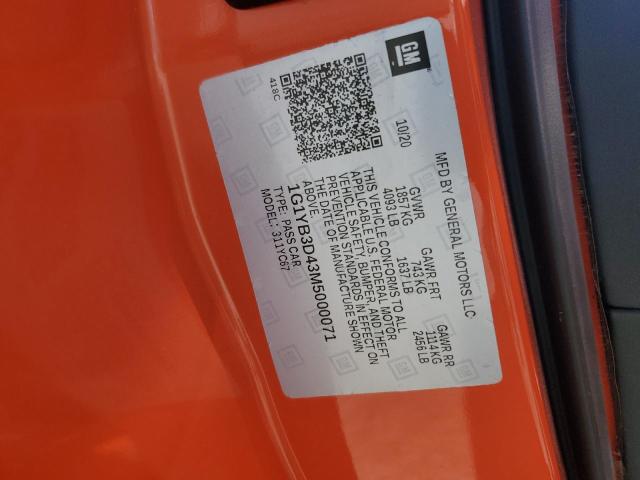 GM
MFD BY GENERAL MOTORS LLC
10/20
GVWR
1857 KG
4093 LB
GAWR FRT
743 KG
1637 LB
GAWR RR
1114 KG
2456 LB
THIS VEHICLE CONFORMS TO ALL
APPLICABLE U.S. FEDERAL MOTOR
VEHICLE SAFETY, BUMPER, AND THEFT
PREVENTION STANDARDS IN EFFECT ON
THE DATE OF MANUFACTURE SHOWN
ABOVE.
1G1YB3D43M5000071
TYPE: PASS CAR
MODEL: 311YC67
418C